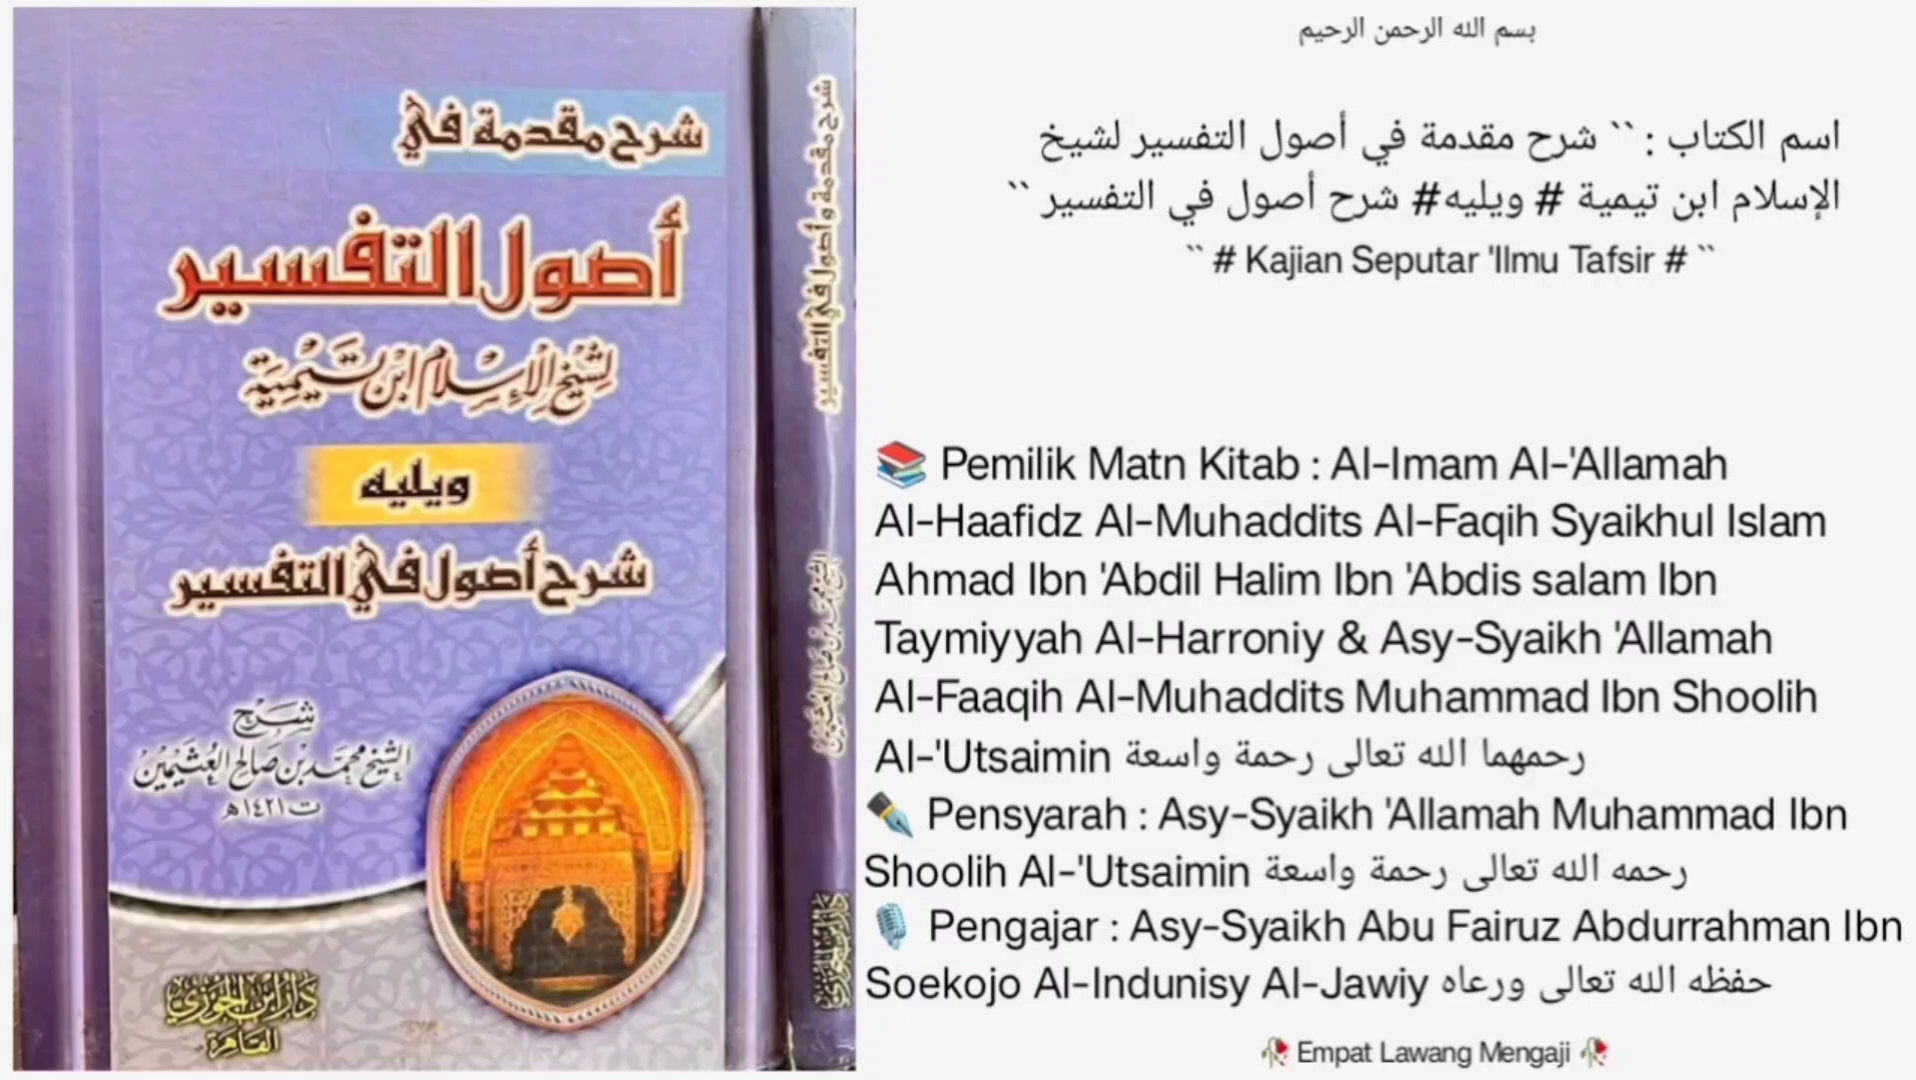 شرح مقدمة في
أصول التفسير
لشيخ الإسلام ابن تيمية
ويليه
شرح أصول في التفسير
شرح
الشيخ محمد بن صالح العثيمين
ت ١٤٢١ ه
دار ابن الجوزي
القاهرة
شرح مقدمة وأصول في التفسير
الشيخ محمد بن صالح العثيمين
دار ابن الجوزي
بسم الله الرحمن الرحيم
اسم الكتاب : `` شرح مقدمة في أصول التفسير لشيخ
الإسلام ابن تيمية # ويليه# شرح أصول في التفسير ``
`` # Kajian Seputar 'Ilmu Tafsir # ``
📚 Pemilik Matn Kitab : Al-Imam Al-'Allamah
Al-Haafidz Al-Muhaddits Al-Faqih Syaikhul Islam
Ahmad Ibn 'Abdil Halim Ibn 'Abdis salam Ibn
Taymiyyah Al-Harroniy & Asy-Syaikh 'Allamah
Al-Faaqih Al-Muhaddits Muhammad Ibn Shoolih
Al-'Utsaimin رحمهما الله تعالى رحمة واسعة
✒️ Pensyarah : Asy-Syaikh 'Allamah Muhammad Ibn
Shoolih Al-'Utsaimin رحمه الله تعالى رحمة واسعة
🎙️ Pengajar : Asy-Syaikh Abu Fairuz Abdurrahman Ibn
Soekojo Al-Indunisy Al-Jawiy حفظه الله تعالى ورعاه
🥀 Empat Lawang Mengaji 🥀